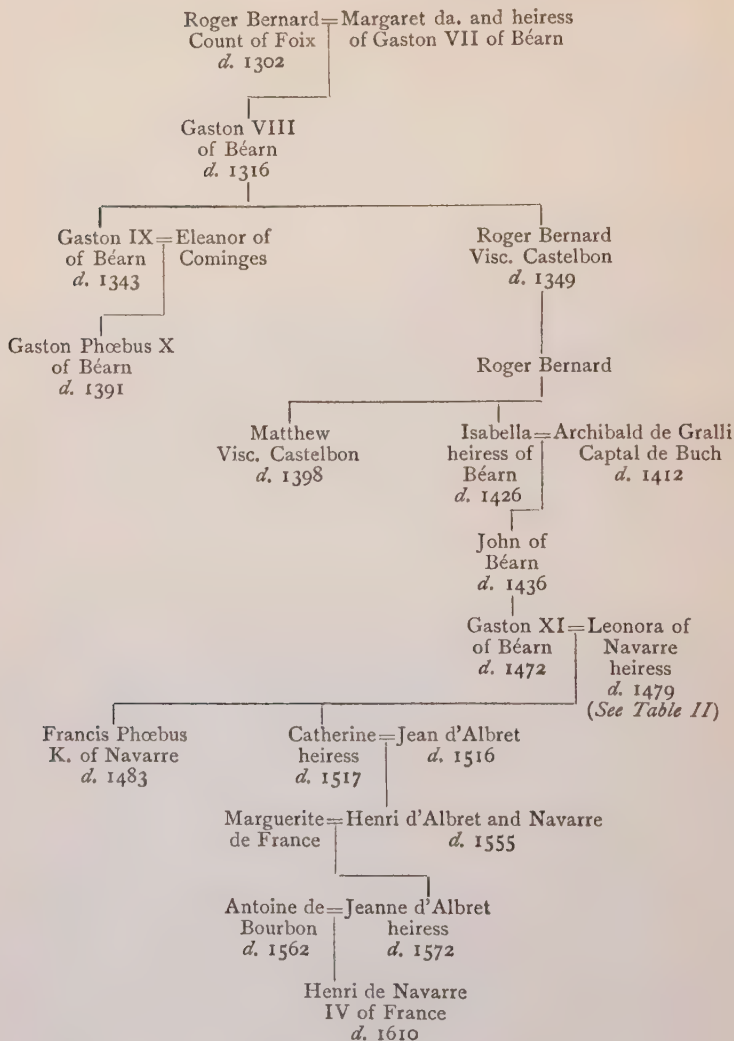 Roger Bernard = Margaret da. and heiress
Count of Foix of Gaston VII of Béarn
d. 1302
Gaston VIII
of Béarn
d. 1316
Gaston IX = Eleanor of
of Béarn Cominges
d. 1343
Roger Bernard
Visc. Castelbon
d. 1349
Gaston Phœbus X
of Béarn
d. 1391
Roger Bernard
Matthew
Visc. Castelbon
d. 1398
Isabella = Archibald de Gralli
heiress of Captal de Buch
Béarn d. 1412
d. 1426
John of
Béarn
d. 1436
Gaston XI = Leonora of
of Béarn Navarre
d. 1472 heiress
d. 1479
(See Table II)
Francis Phœbus
K. of Navarre
d. 1483
Catherine = Jean d'Albret
heiress d. 1516
d. 1517
Marguerite = Henri d'Albret and Navarre
de France d. 1555
Antoine de = Jeanne d'Albret
Bourbon heiress
d. 1562 d. 1572
Henri de Navarre
IV of France
d. 1610